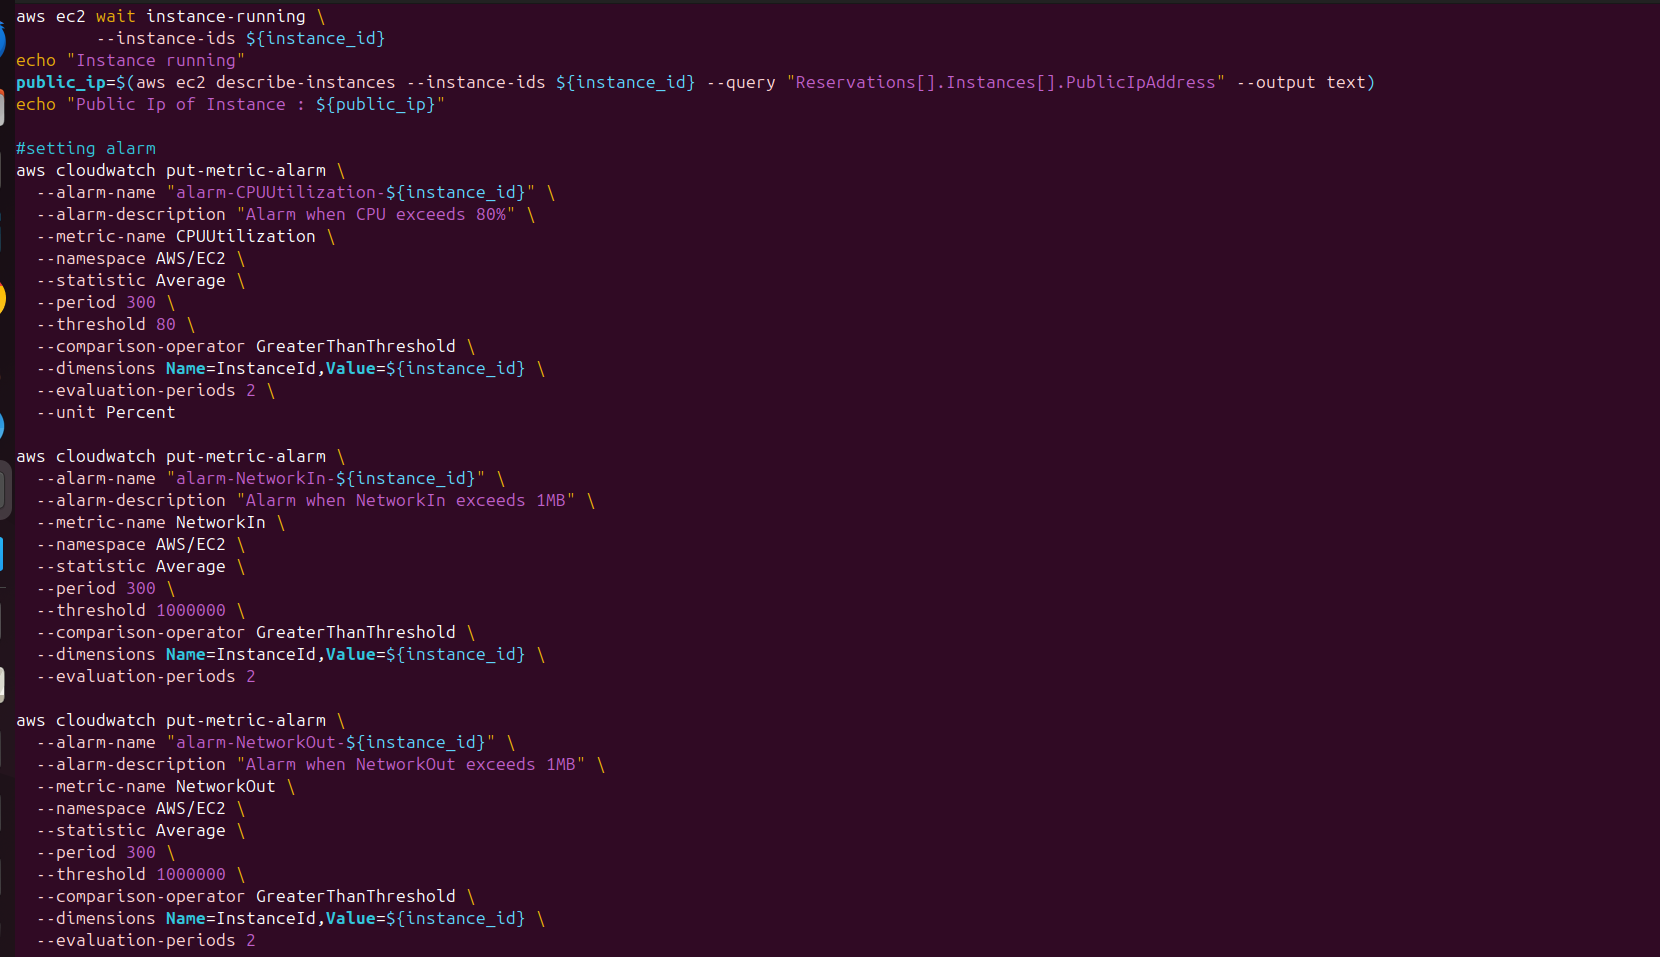 aws ec2 wait instance-running \
        --instance-ids ${instance_id}
echo "Instance running"
public_ip=$(aws ec2 describe-instances --instance-ids ${instance_id} --query "Reservations[].Instances[].PublicIpAddress" --output text)
echo "Public Ip of Instance : ${public_ip}"

#setting alarm
aws cloudwatch put-metric-alarm \
  --alarm-name "alarm-CPUUtilization-${instance_id}" \
  --alarm-description "Alarm when CPU exceeds 80%" \
  --metric-name CPUUtilization \
  --namespace AWS/EC2 \
  --statistic Average \
  --period 300 \
  --threshold 80 \
  --comparison-operator GreaterThanThreshold \
  --dimensions Name=InstanceId,Value=${instance_id} \
  --evaluation-periods 2 \
  --unit Percent

aws cloudwatch put-metric-alarm \
  --alarm-name "alarm-NetworkIn-${instance_id}" \
  --alarm-description "Alarm when NetworkIn exceeds 1MB" \
  --metric-name NetworkIn \
  --namespace AWS/EC2 \
  --statistic Average \
  --period 300 \
  --threshold 1000000 \
  --comparison-operator GreaterThanThreshold \
  --dimensions Name=InstanceId,Value=${instance_id} \
  --evaluation-periods 2

aws cloudwatch put-metric-alarm \
  --alarm-name "alarm-NetworkOut-${instance_id}" \
  --alarm-description "Alarm when NetworkOut exceeds 1MB" \
  --metric-name NetworkOut \
  --namespace AWS/EC2 \
  --statistic Average \
  --period 300 \
  --threshold 1000000 \
  --comparison-operator GreaterThanThreshold \
  --dimensions Name=InstanceId,Value=${instance_id} \
  --evaluation-periods 2